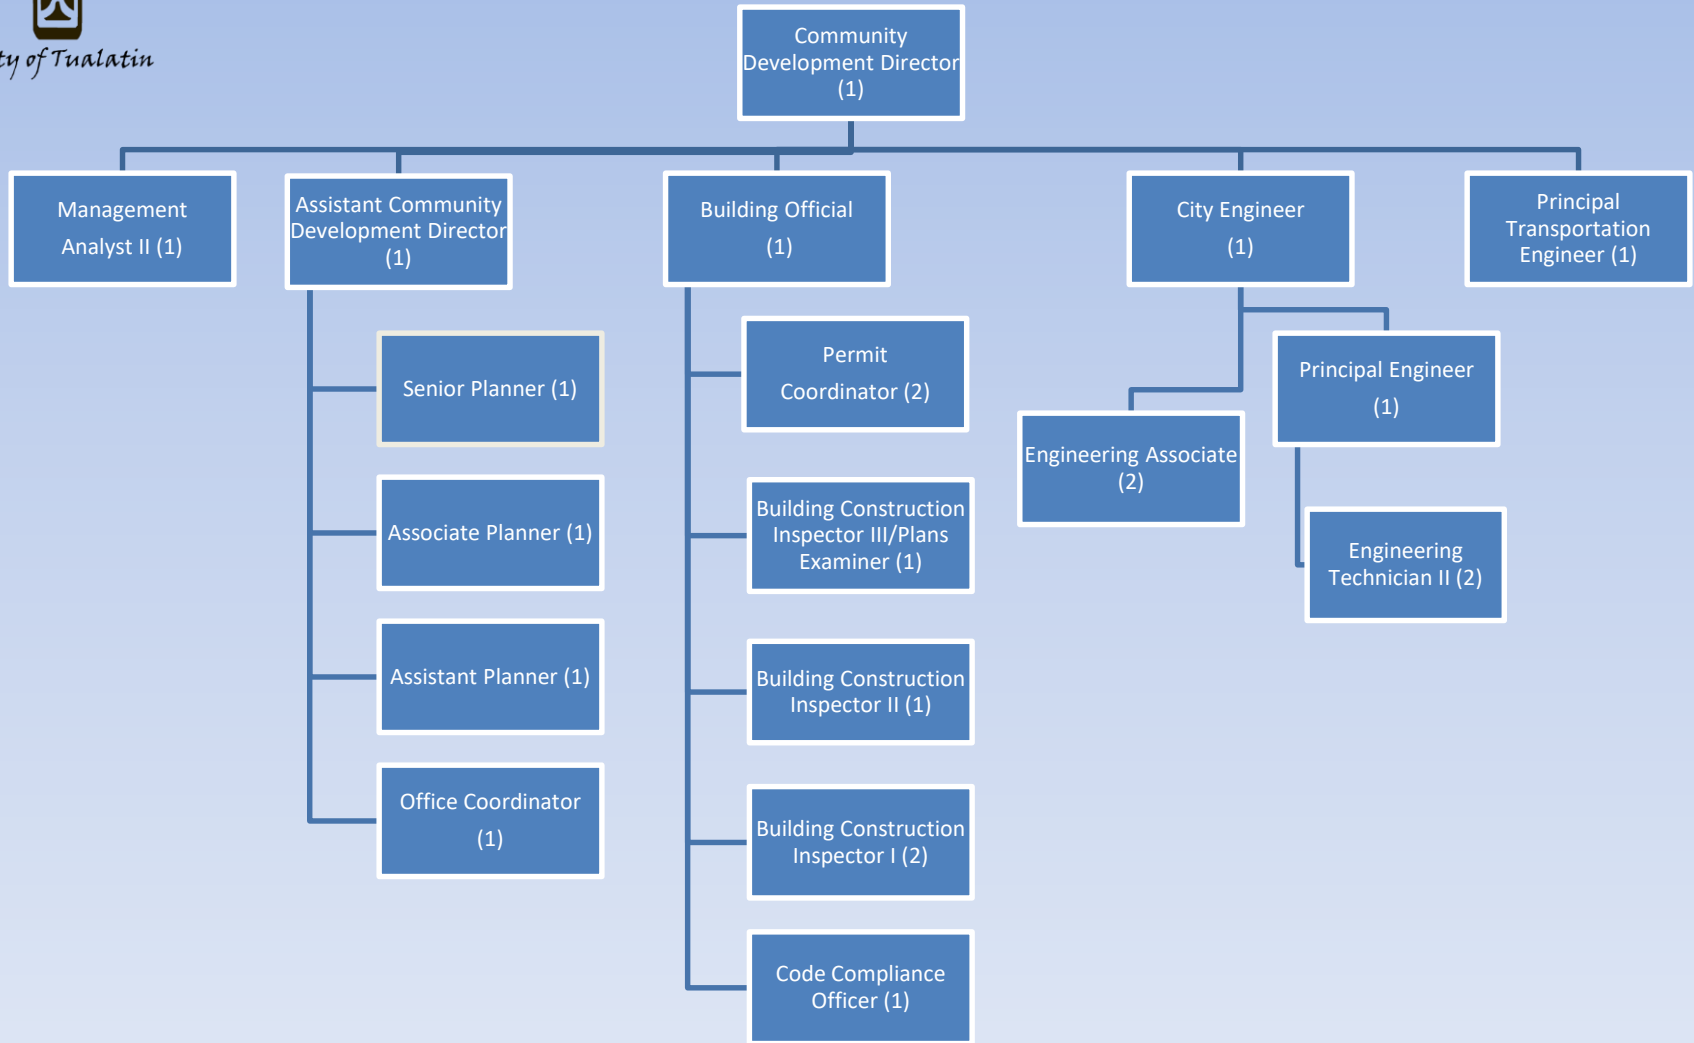 ty of Tualatin
Community
Development Director
(1)
Management
Analyst II (1)
Assistant Community
Development Director
(1)
Building Official
(1)
City Engineer
(1)
Principal
Transportation
Engineer (1)
Senior Planner (1)
Associate Planner (1)
Assistant Planner (1)
Office Coordinator
(1)
Permit
Coordinator (2)
Building Construction
Inspector III/Plans
Examiner (1)
Building Construction
Inspector II (1)
Building Construction
Inspector I (2)
Code Compliance
Officer (1)
Engineering Associate
(2)
Principal Engineer
(1)
Engineering
Technician II (2)